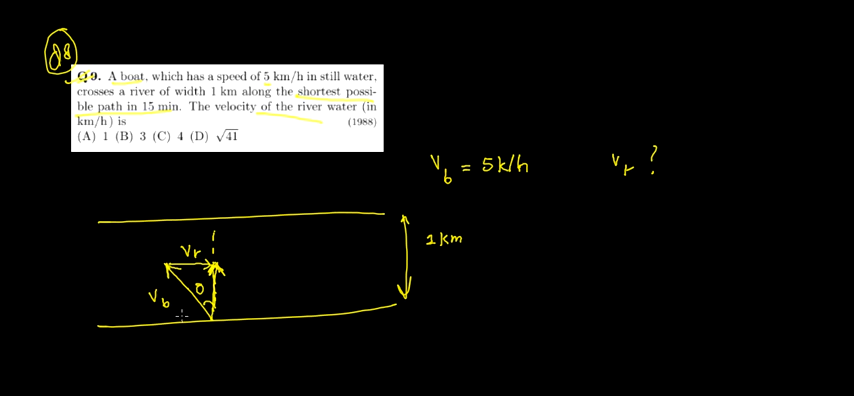 Q8
Q 9. A boat, which has a speed of 5 km/h in still water,
crosses a river of width 1 km along the shortest possi-
ble path in 15 min. The velocity of the river water (in
km/h) is (1988)
(A) 1 (B) 3 (C) 4 (D) √41
V_b = 5 k/h V_r ?
1 km
V_r
V_b θ